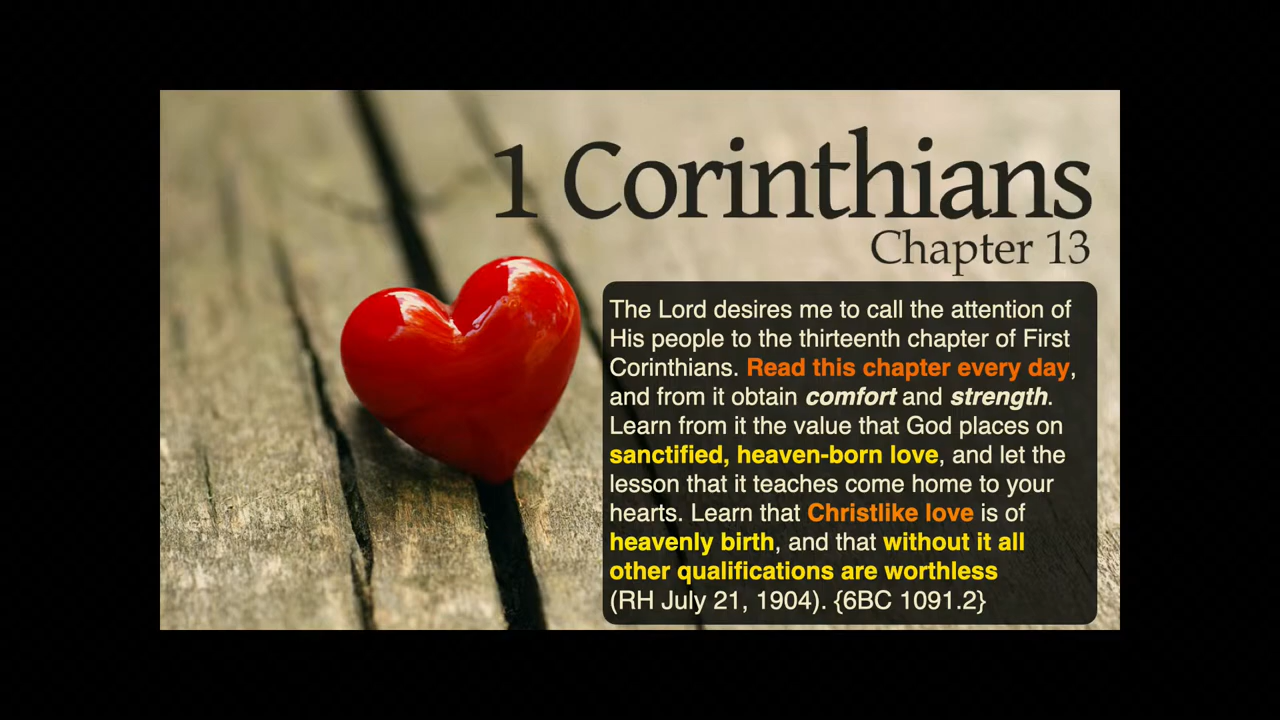 1 Corinthians
Chapter 13
The Lord desires me to call the attention of
His people to the thirteenth chapter of First
Corinthians. Read this chapter every day,
and from it obtain comfort and strength.
Learn from it the value that God places on
sanctified, heaven-born love, and let the
lesson that it teaches come home to your
hearts. Learn that Christlike love is of
heavenly birth, and that without it all
other qualifications are worthless
(RH July 21, 1904). {6BC 1091.2}